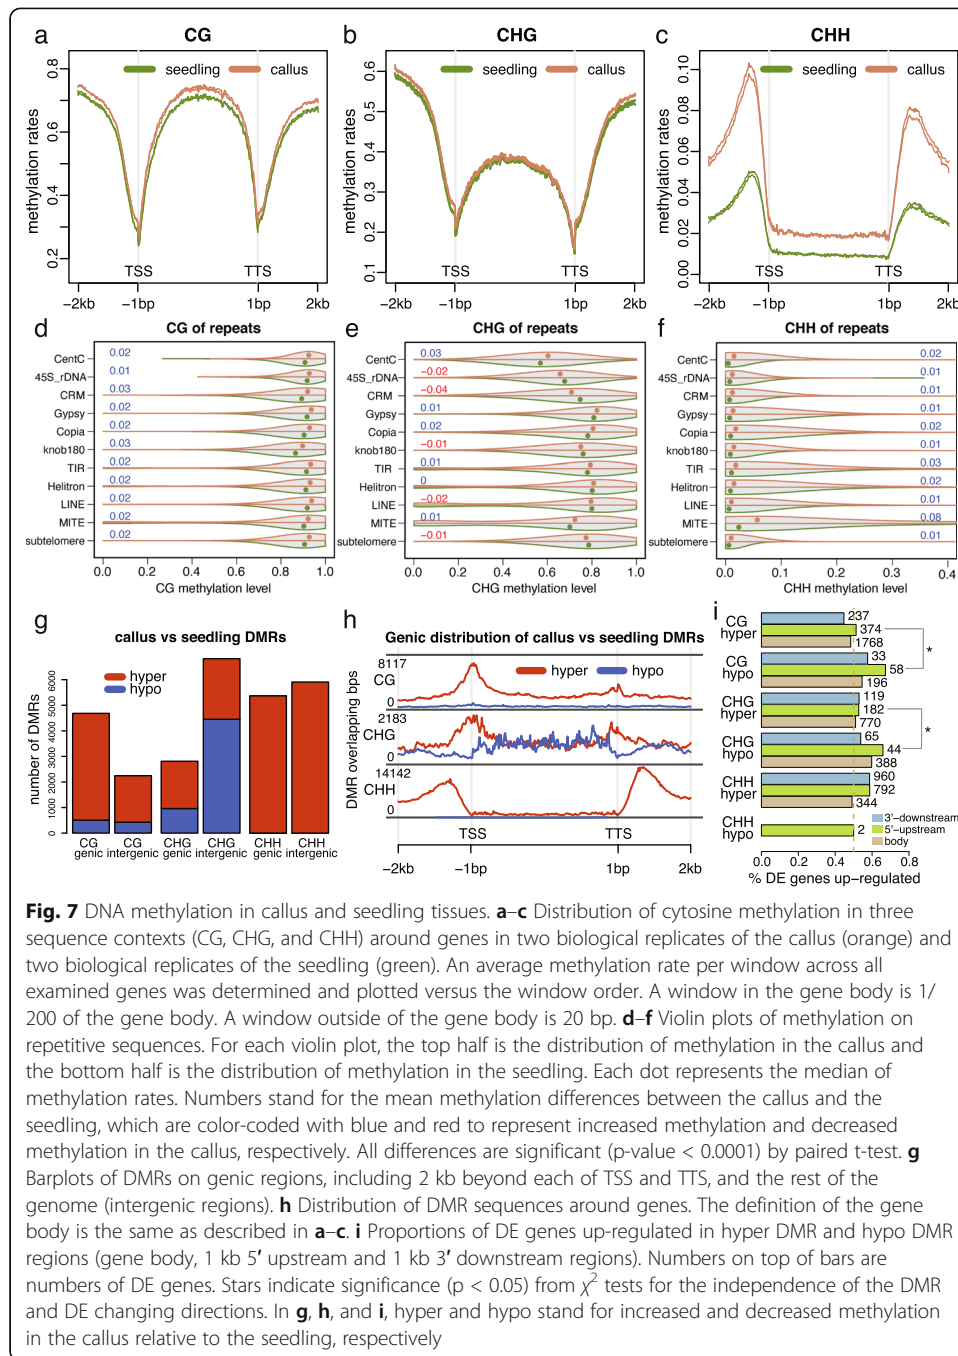 a CG
b CHG
c CHH
seedling callus
seedling callus
seedling callus
methylation rates
0.8
0.6
0.4
0.2
TSS TTS
−2kb −1bp 1bp 2kb
methylation rates
0.6
0.5
0.4
0.3
0.2
0.1
TSS TTS
−2kb −1bp 1bp 2kb
methylation rates
0.10
0.08
0.06
0.04
0.02
0.00
TSS TTS
−2kb −1bp 1bp 2kb
d CG of repeats
CentC 0.02
45S_rDNA 0.01
CRM 0.03
Gypsy 0.02
Copia 0.02
knob180 0.03
TIR 0.02
Helitron 0.02
LINE 0.02
MITE 0.02
subtelomere 0.02
0.0 0.2 0.4 0.6 0.8 1.0
CG methylation level
e CHG of repeats
CentC 0.03
45S_rDNA −0.02
CRM −0.04
Gypsy 0.01
Copia 0.02
knob180 −0.01
TIR 0.01
Helitron 0
LINE −0.02
MITE 0.01
subtelomere −0.01
0.0 0.2 0.4 0.6 0.8 1.0
CHG methylation level
f CHH of repeats
CentC 0.02
45S_rDNA 0.01
CRM 0.01
Gypsy 0.01
Copia 0.01
knob180 0.01
TIR 0.03
Helitron 0.02
LINE 0.01
MITE 0.08
subtelomere 0.01
0.0 0.1 0.2 0.3 0.4
CHH methylation level
g callus vs seedling DMRs
hyper
hypo
number of DMRs
6000
5000
4000
3000
2000
1000
0
CG genic
CG intergenic
CHG genic
CHG intergenic
CHH genic
CHH intergenic
h Genic distribution of callus vs seedling DMRs
hyper hypo
DMR overlapping bps
8117
CG
0
2183
CHG
0
14142
CHH
0
TSS TTS
−2kb −1bp 1bp 2kb
i
CG hyper 237 374 1768
*
CG hypo 33 58 196
CHG hyper 119 182 770
*
CHG hypo 65 44 388
CHH hyper 960 792 344
CHH hypo 2
3'−downstream
5'−upstream
body
0.0 0.2 0.4 0.6 0.8
% DE genes up−regulated
Fig. 7 DNA methylation in callus and seedling tissues. a–c Distribution of cytosine methylation in three
sequence contexts (CG, CHG, and CHH) around genes in two biological replicates of the callus (orange) and
two biological replicates of the seedling (green). An average methylation rate per window across all
examined genes was determined and plotted versus the window order. A window in the gene body is 1/
200 of the gene body. A window outside of the gene body is 20 bp. d–f Violin plots of methylation on
repetitive sequences. For each violin plot, the top half is the distribution of methylation in the callus and
the bottom half is the distribution of methylation in the seedling. Each dot represents the median of
methylation rates. Numbers stand for the mean methylation differences between the callus and the
seedling, which are color-coded with blue and red to represent increased methylation and decreased
methylation in the callus, respectively. All differences are significant (p-value < 0.0001) by paired t-test. g
Barplots of DMRs on genic regions, including 2 kb beyond each of TSS and TTS, and the rest of the
genome (intergenic regions). h Distribution of DMR sequences around genes. The definition of the gene
body is the same as described in a–c. i Proportions of DE genes up-regulated in hyper DMR and hypo DMR
regions (gene body, 1 kb 5′ upstream and 1 kb 3′ downstream regions). Numbers on top of bars are
numbers of DE genes. Stars indicate significance (p < 0.05) from χ² tests for the independence of the DMR
and DE changing directions. In g, h, and i, hyper and hypo stand for increased and decreased methylation
in the callus relative to the seedling, respectively